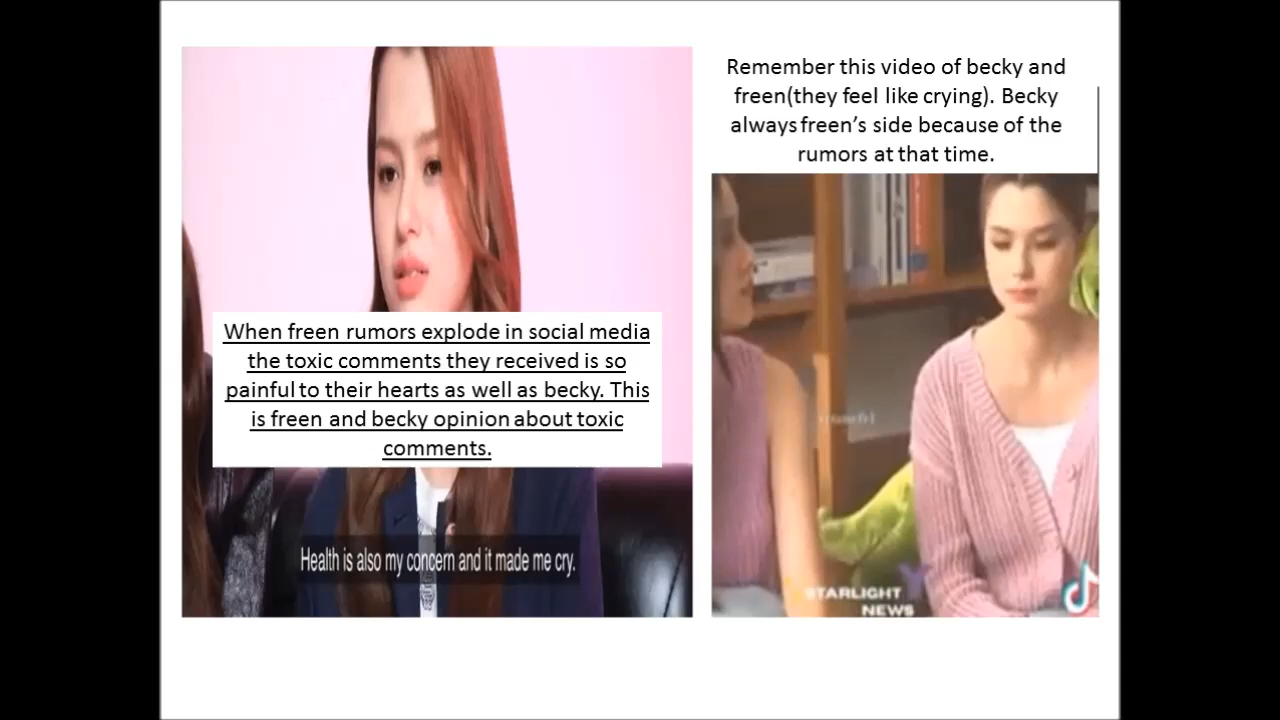 Remember this video of becky and
freen(they feel like crying). Becky
always freen's side because of the
rumors at that time.
When freen rumors explode in social media
the toxic comments they received is so
painful to their hearts as well as becky. This
is freen and becky opinion about toxic
comments.
Health is also my concern and it made me cry.
STARLIGHT
NEWS